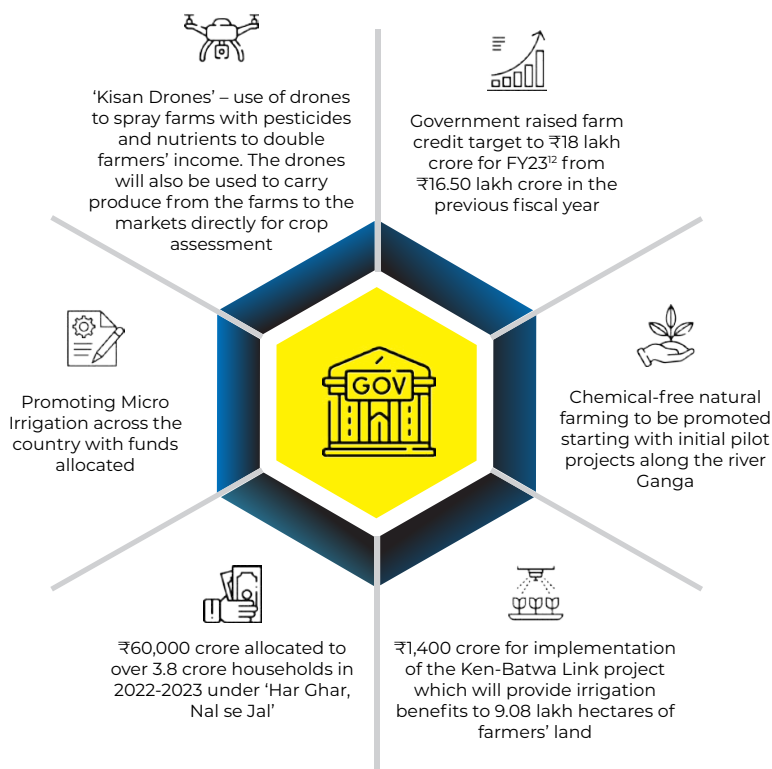 ‘Kisan Drones’ – use of drones
to spray farms with pesticides
and nutrients to double
farmers’ income. The drones
will also be used to carry
produce from the farms to the
markets directly for crop
assessment
Government raised farm
credit target to ₹18 lakh
crore for FY23¹² from
₹16.50 lakh crore in the
previous fiscal year
Promoting Micro
Irrigation across the
country with funds
allocated
GOV
Chemical-free natural
farming to be promoted
starting with initial pilot
projects along the river
Ganga
₹60,000 crore allocated to
over 3.8 crore households in
2022-2023 under ‘Har Ghar,
Nal se Jal’
₹1,400 crore for implementation
of the Ken-Batwa Link project
which will provide irrigation
benefits to 9.08 lakh hectares of
farmers’ land